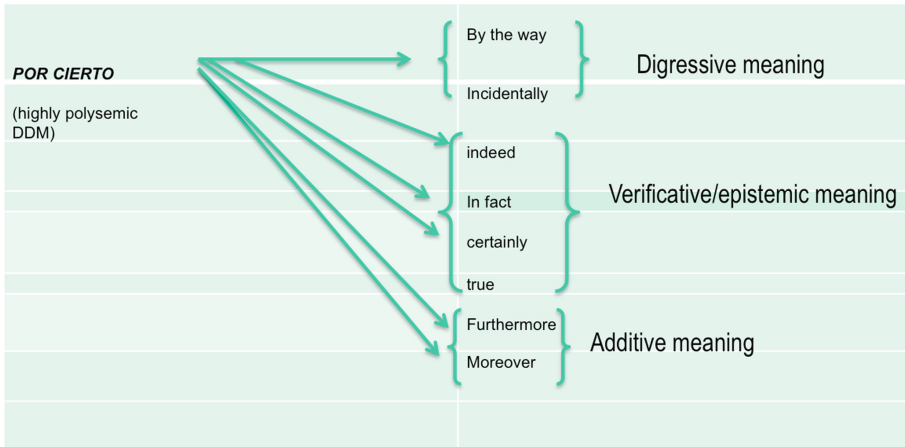 POR CIERTO
(highly polysemic
DDM)
By the way
Incidentally
Digressive meaning
indeed
In fact
certainly
true
Verificative/epistemic meaning
Furthermore
Moreover
Additive meaning